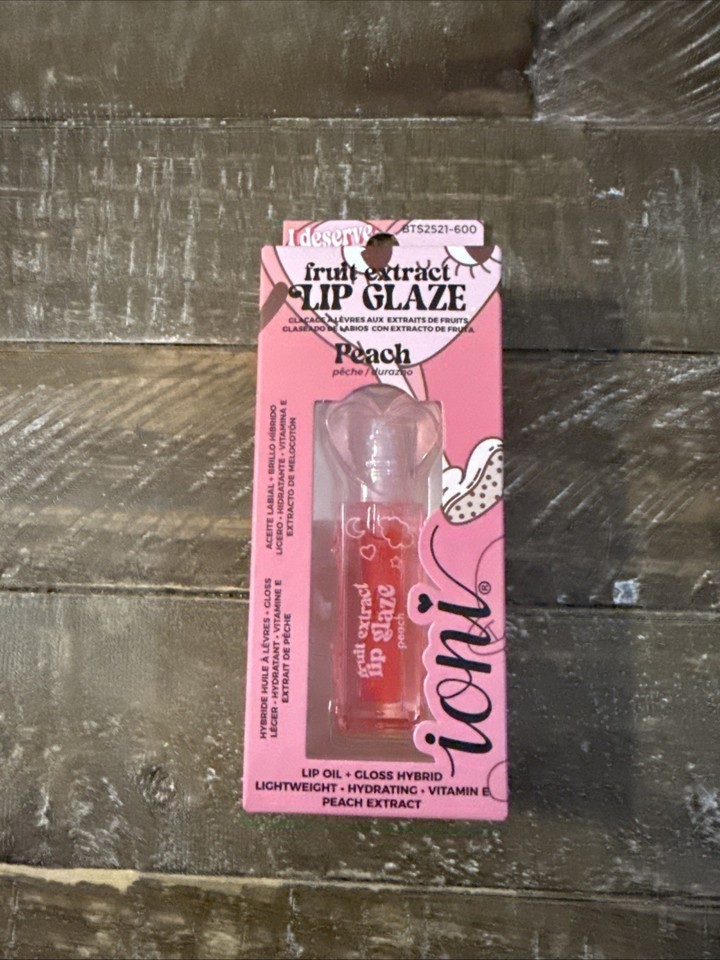 I deserve
BTS2521-600
fruit extract
LIP GLAZE
GLAÇAGE À LÈVRES AUX EXTRAITS DE FRUITS
GLASEADO DE LABIOS CON EXTRACTO DE FRUTA
Peach
pêche / durazno
ACEITE LABIAL + BRILLO HÍBRIDO
LIGERO • HIDRATANTE • VITAMINA E
EXTRACTO DE MELOCOTÓN
HYBRIDE HUILE À LÈVRES + GLOSS
LÉGER • HYDRATANT • VITAMINE E
EXTRAIT DE PÊCHE
fruit extract
lip glaze
peach
ioni®
LIP OIL + GLOSS HYBRID
LIGHTWEIGHT • HYDRATING • VITAMIN E
PEACH EXTRACT